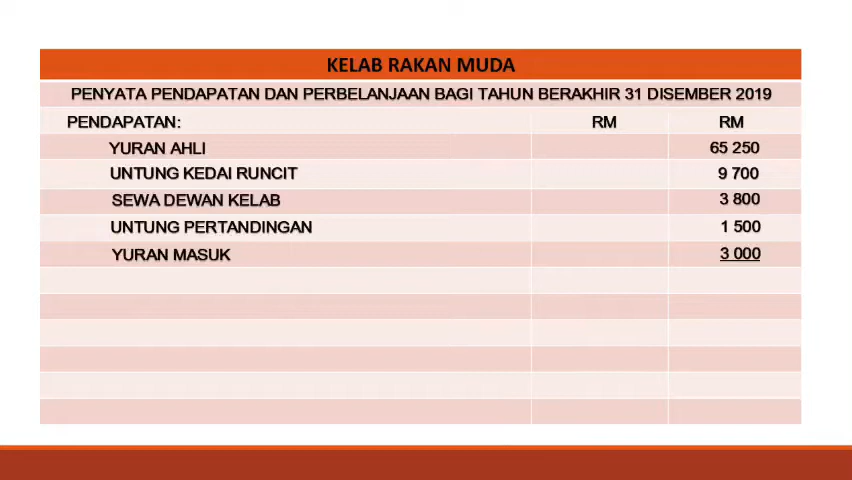 KELAB RAKAN MUDA
PENYATA PENDAPATAN DAN PERBELANJAAN BAGI TAHUN BERAKHIR 31 DISEMBER 2019
PENDAPATAN: RM RM
YURAN AHLI 65 250
UNTUNG KEDAI RUNCIT 9 700
SEWA DEWAN KELAB 3 800
UNTUNG PERTANDINGAN 1 500
YURAN MASUK 3 000